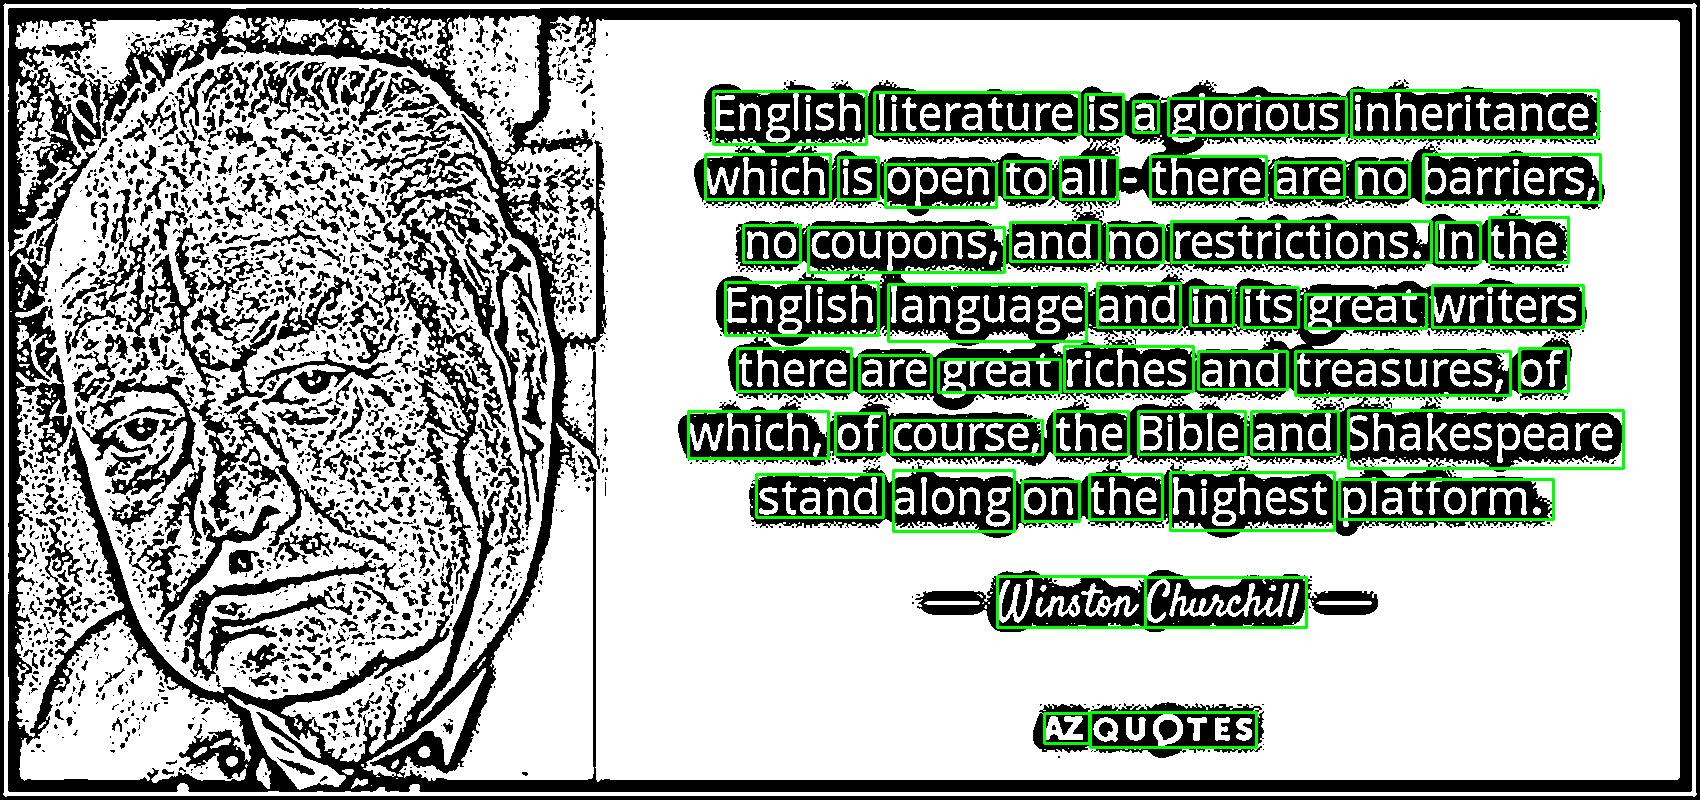 English literature is a glorious inheritance
which is open to all - there are no barriers,
no coupons, and no restrictions. In the
English language and in its great writers
there are great riches and treasures, of
which, of course, the Bible and Shakespeare
stand along on the highest platform.
Winston Churchill
AZ QUOTES